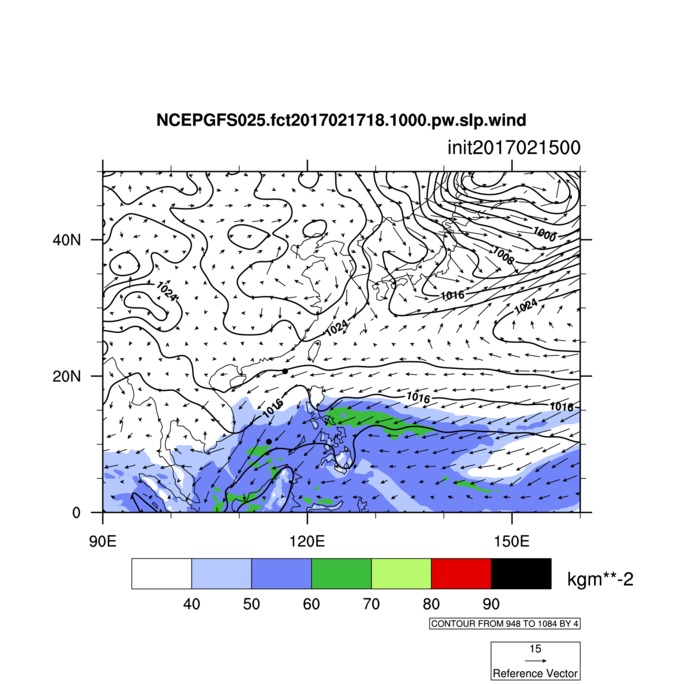 NCEPGFS025.fct2017021718.1000.pw.slp.wind
init2017021500
40N
20N
0
1000
1008
1016
1024
1024
1024
1016
1016
1016
90E
120E
150E
40
50
60
70
80
90
kgm**-2
CONTOUR FROM 948 TO 1084 BY 4
15
Reference Vector